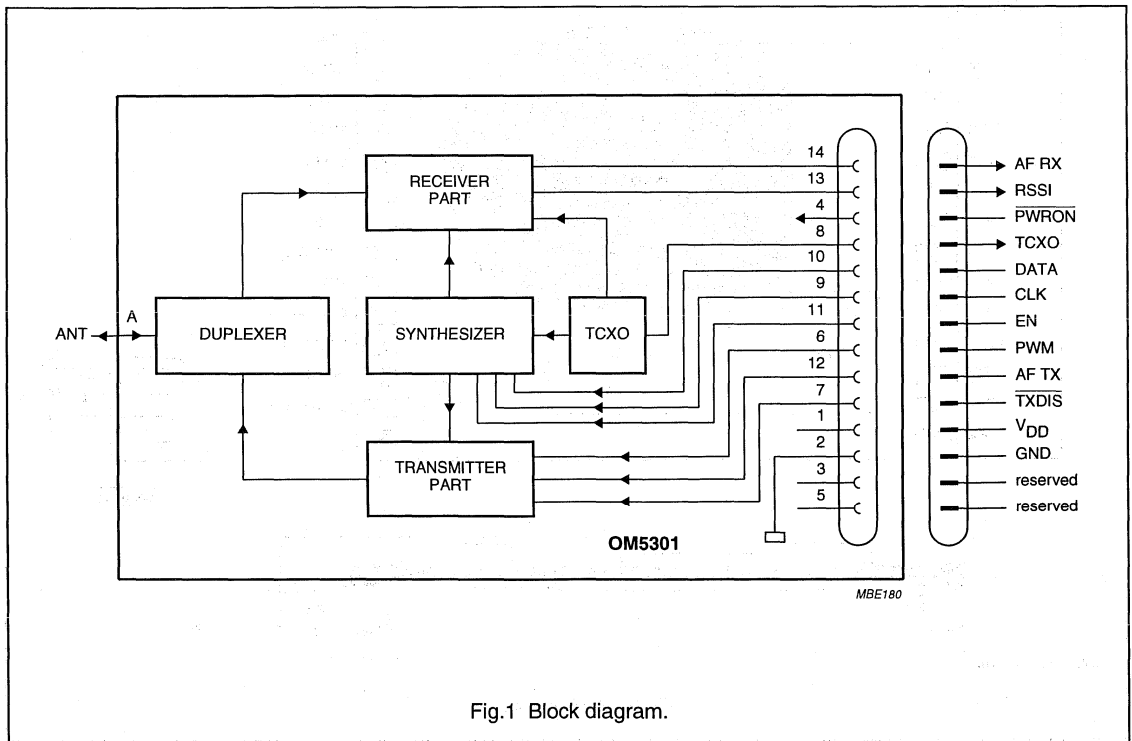 RECEIVER
PART
DUPLEXER
SYNTHESIZER
TCXO
TRANSMITTER
PART
ANT
A
14
13
4
8
10
9
11
6
12
7
1
2
3
5
AF RX
RSSI
PWRON
TCXO
DATA
CLK
EN
PWM
AF TX
TXDIS
VDD
GND
reserved
reserved
OM5301
MBE180
Fig.1 Block diagram.